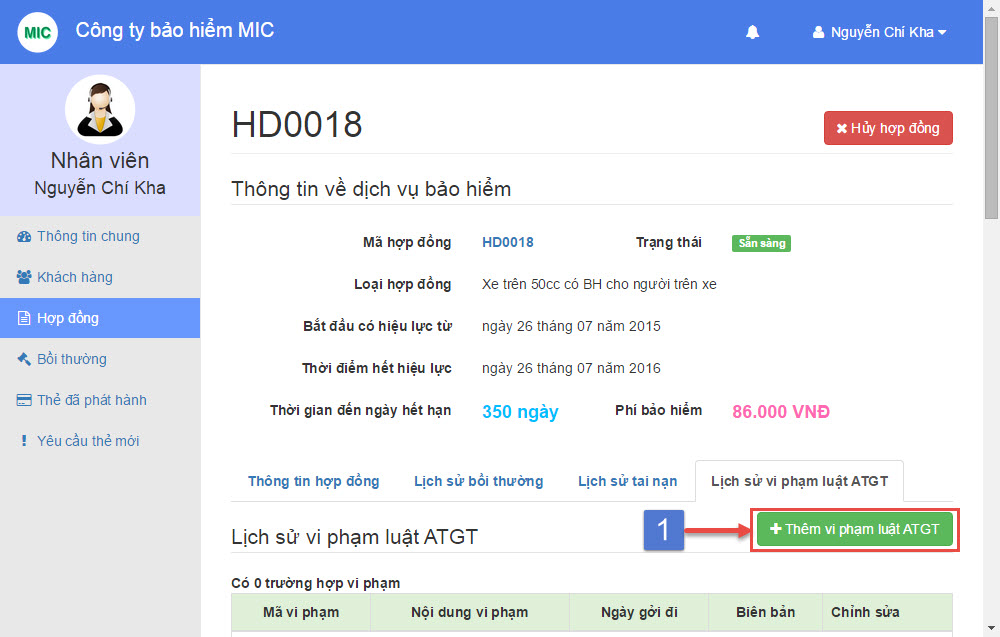 MIC
Công ty bảo hiểm MIC
Nguyễn Chí Kha
Nhân viên
Nguyễn Chí Kha
Thông tin chung
Khách hàng
Hợp đồng
Bồi thường
Thẻ đã phát hành
Yêu cầu thẻ mới
HD0018
Hủy hợp đồng
Thông tin về dịch vụ bảo hiểm
Mã hợp đồng HD0018 Trạng thái Sẵn sàng
Loại hợp đồng Xe trên 50cc có BH cho người trên xe
Bắt đầu có hiệu lực từ ngày 26 tháng 07 năm 2015
Thời điểm hết hiệu lực ngày 26 tháng 07 năm 2016
Thời gian đến ngày hết hạn 350 ngày Phí bảo hiểm 86.000 VNĐ
Thông tin hợp đồng Lịch sử bồi thường Lịch sử tai nạn Lịch sử vi phạm luật ATGT
Lịch sử vi phạm luật ATGT
1
Thêm vi phạm luật ATGT
Có 0 trường hợp vi phạm
Mã vi phạm Nội dung vi phạm Ngày gởi đi Biên bản Chỉnh sửa